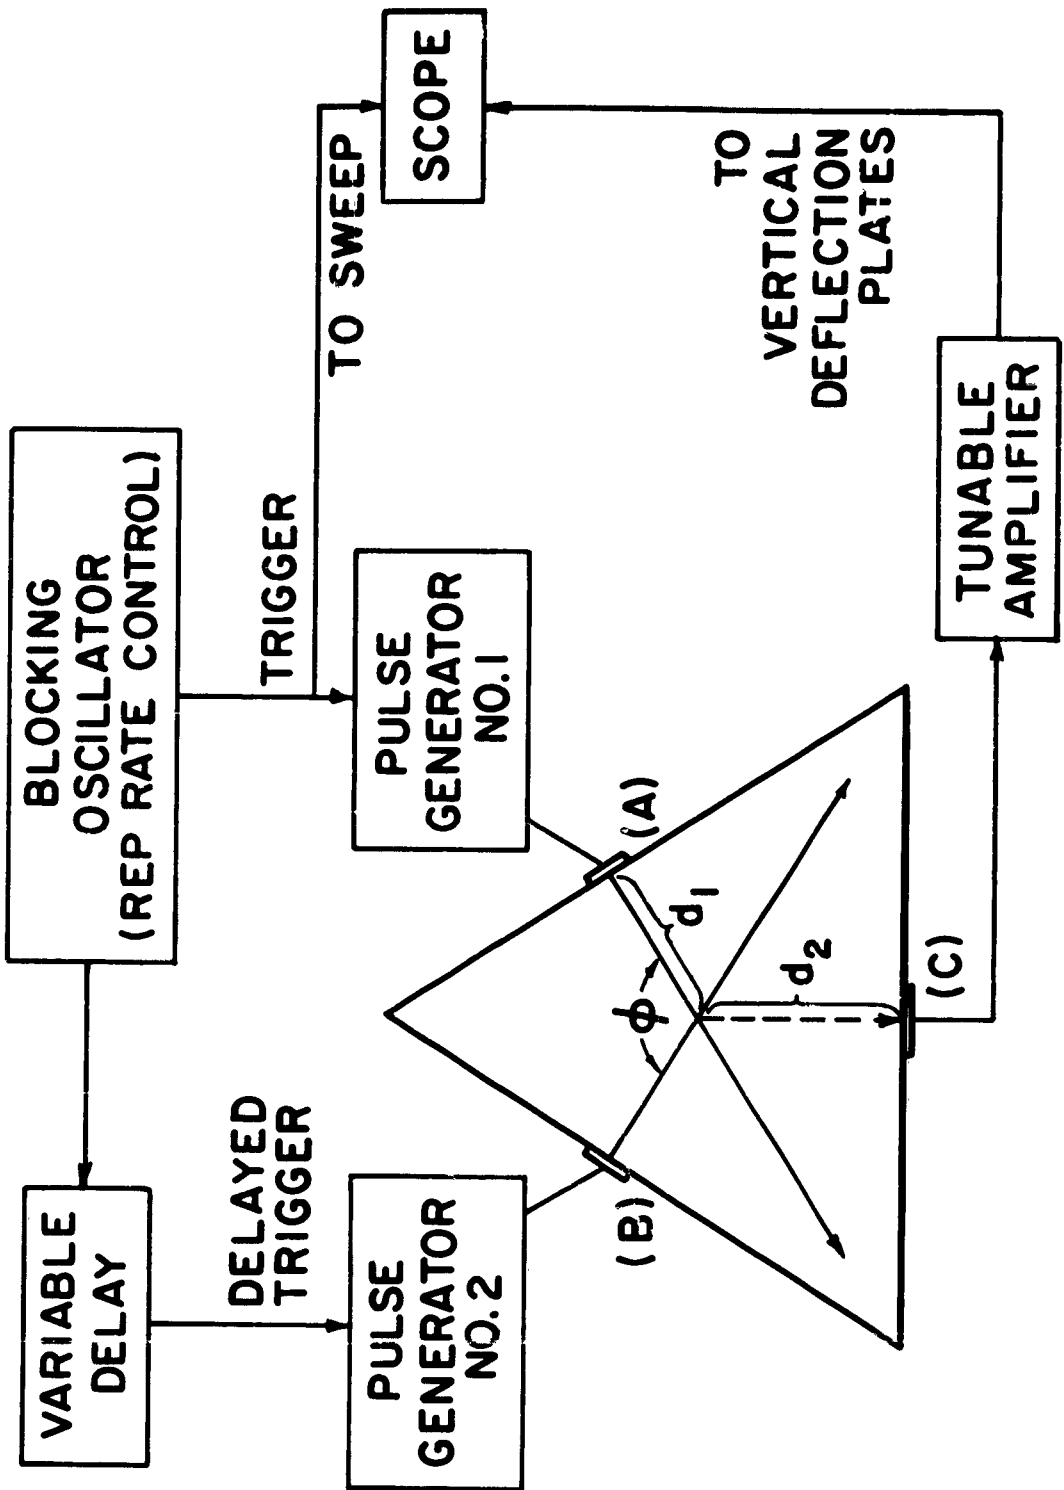 BLOCKING
OSCILLATOR
(REP RATE CONTROL)
VARIABLE
DELAY
TRIGGER
TO SWEEP
SCOPE
DELAYED
TRIGGER
PULSE
GENERATOR
NO.1
PULSE
GENERATOR
NO.2
(A)
(B)
ϕ
d1
d2
(C)
TO
VERTICAL
DEFLECTION
PLATES
TUNABLE
AMPLIFIER